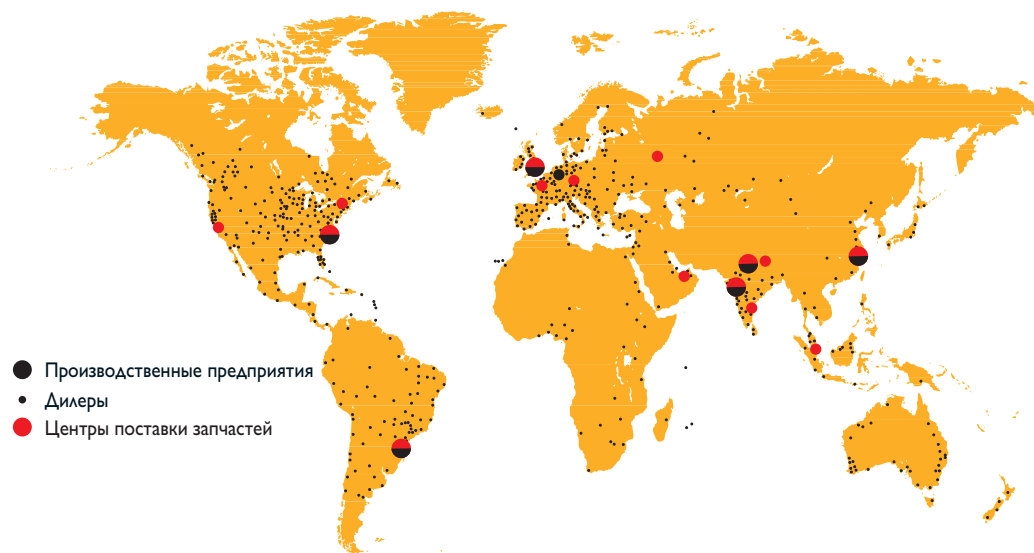 Производственные предприятия
Дилеры
Центры поставки запчастей